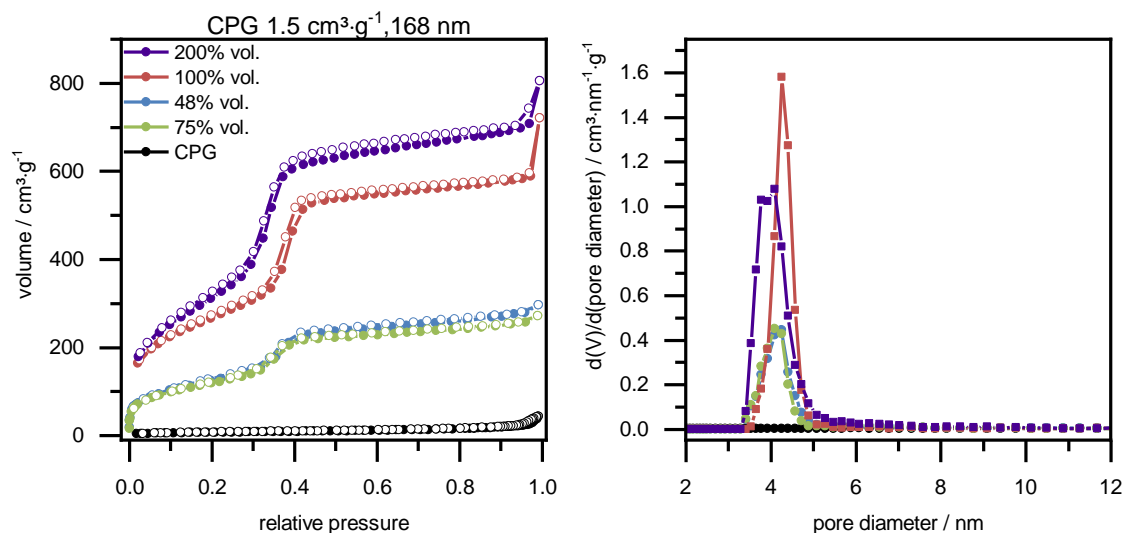 CPG 1.5 cm³·g⁻¹,168 nm
200% vol.
100% vol.
48% vol.
75% vol.
CPG
volume / cm³·g⁻¹
800
600
400
200
0
0.0 0.2 0.4 0.6 0.8 1.0
relative pressure
d(V)/d(pore diameter) / cm³·nm⁻¹·g⁻¹
1.6
1.4
1.2
1.0
0.8
0.6
0.4
0.2
0.0
2 4 6 8 10 12
pore diameter / nm